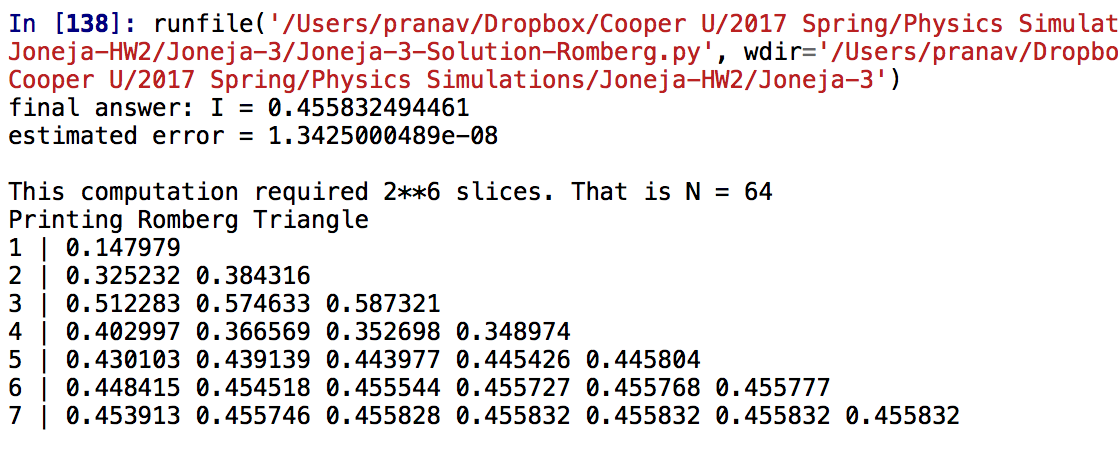 In [138]: runfile('/Users/pranav/Dropbox/Cooper U/2017 Spring/Physics Simulat
Joneja-HW2/Joneja-3/Joneja-3-Solution-Romberg.py', wdir='/Users/pranav/Dropbo
Cooper U/2017 Spring/Physics Simulations/Joneja-HW2/Joneja-3')
final answer: I = 0.455832494461
estimated error = 1.3425000489e-08
This computation required 2**6 slices. That is N = 64
Printing Romberg Triangle
1 | 0.147979
2 | 0.325232 0.384316
3 | 0.512283 0.574633 0.587321
4 | 0.402997 0.366569 0.352698 0.348974
5 | 0.430103 0.439139 0.443977 0.445426 0.445804
6 | 0.448415 0.454518 0.455544 0.455727 0.455768 0.455777
7 | 0.453913 0.455746 0.455828 0.455832 0.455832 0.455832 0.455832